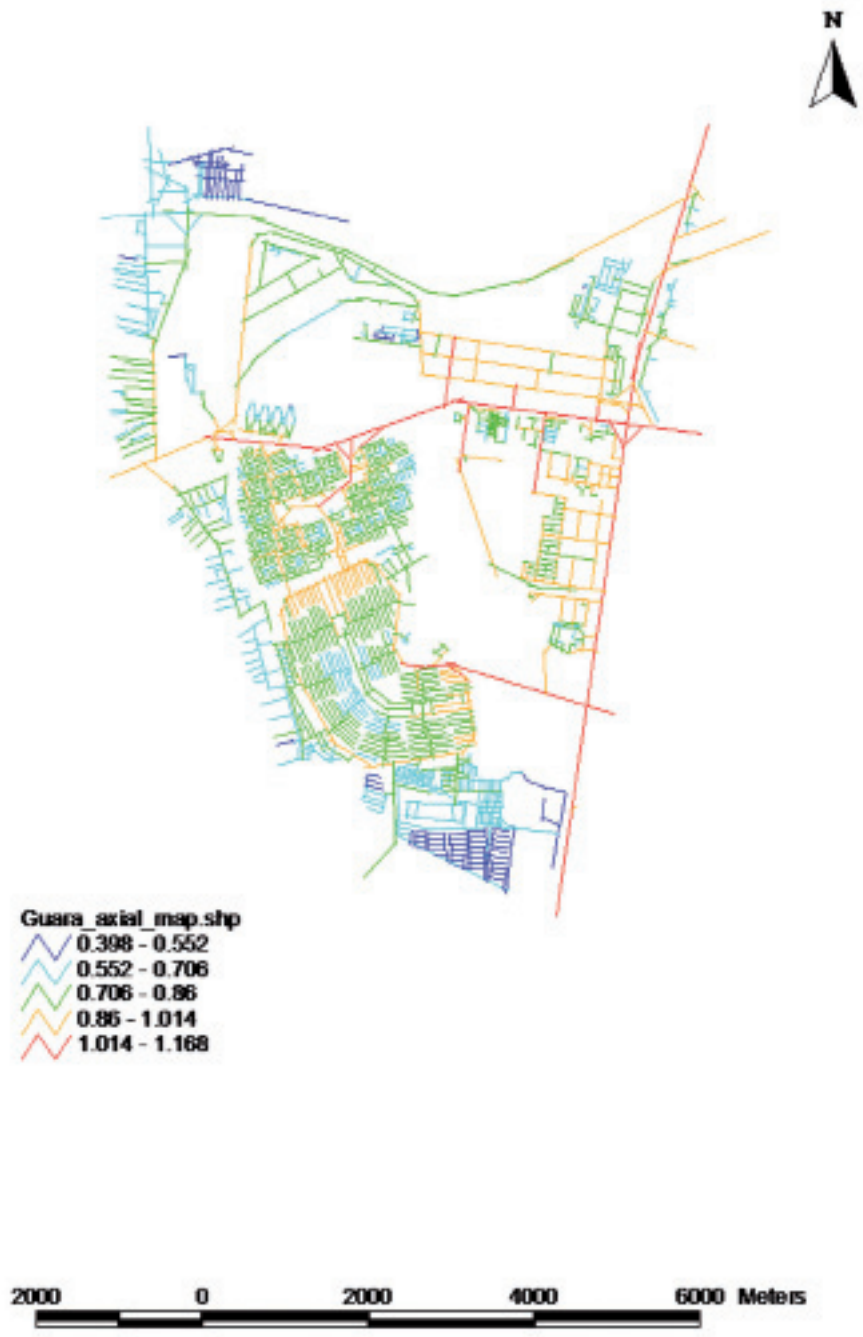 N
Guara_axial_map.shp
0.398 - 0.552
0.552 - 0.706
0.706 - 0.86
0.86 - 1.014
1.014 - 1.168
2000 0 2000 4000 6000 Meters